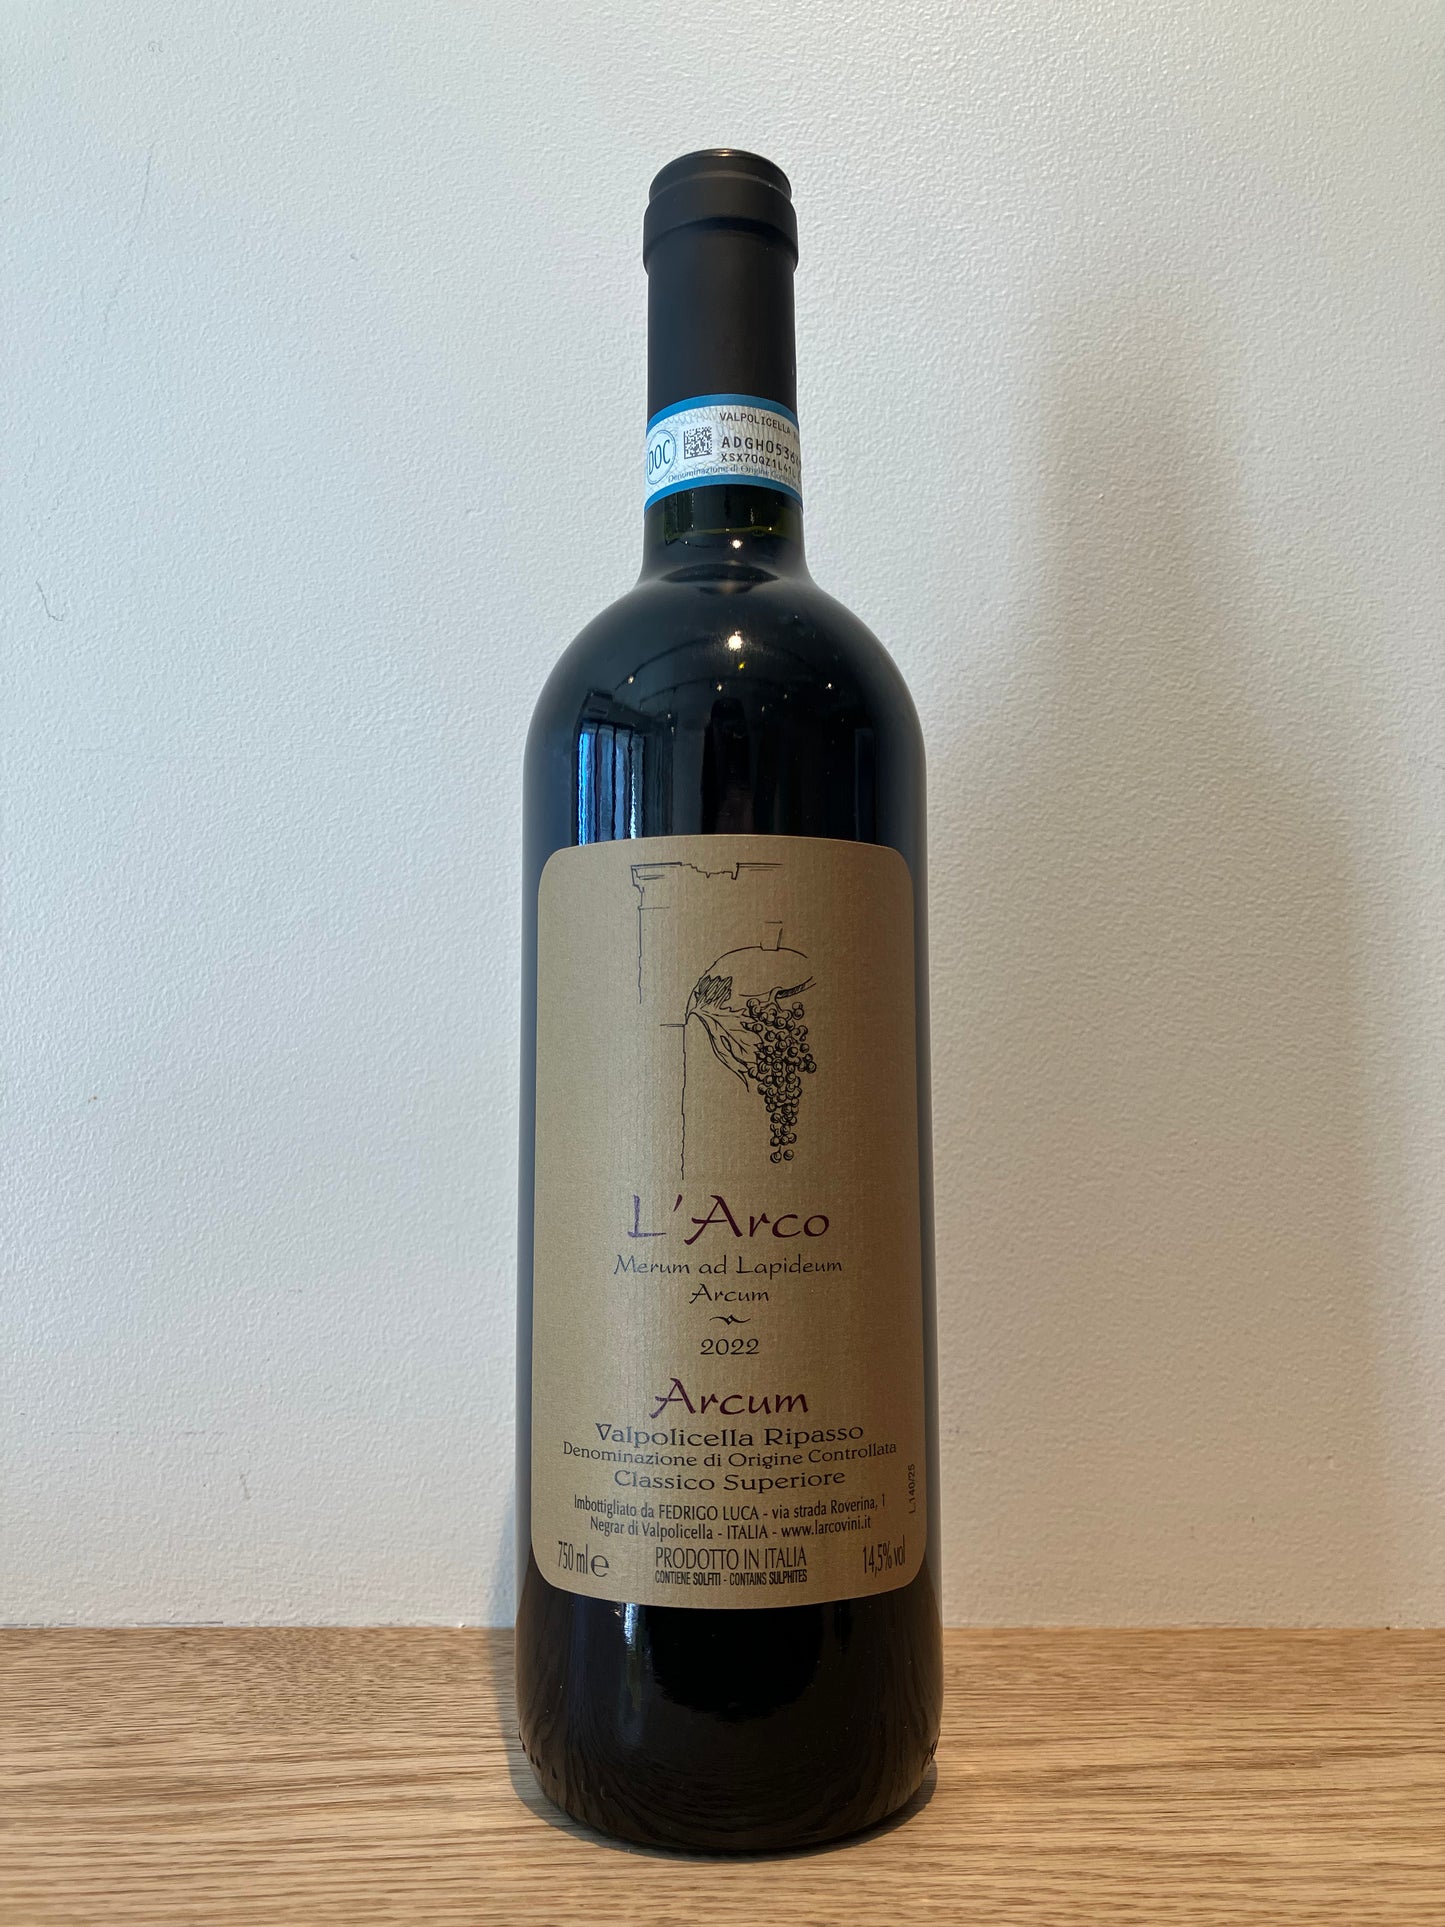 VALPOLICELLA
DOC
Denominazione di Origine
L'Arco
Merum ad Lapideum
Arcum
2022
Arcum
Valpolicella Ripasso
Denominazione di Origine Controllata
Classico Superiore
L.140/25
Imbottigliato da FEDRIGO LUCA - via strada Roverina, 1
Negrar di Valpolicella - ITALIA - www.larcovini.it
750 ml e PRODOTTO IN ITALIA 14,5% vol
CONTIENE SOLFITI - CONTAINS SULPHITES